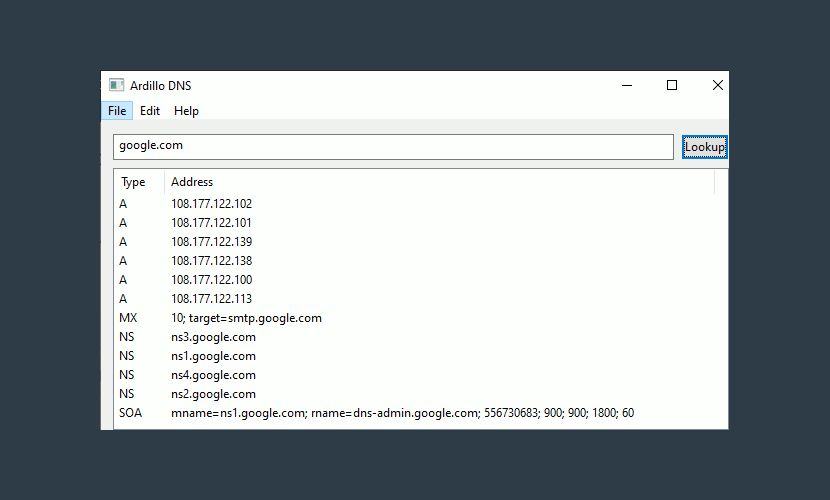 Ardillo DNS
File Edit Help
google.com Lookup
Type Address
A 108.177.122.102
A 108.177.122.101
A 108.177.122.139
A 108.177.122.138
A 108.177.122.100
A 108.177.122.113
MX 10; target=smtp.google.com
NS ns3.google.com
NS ns1.google.com
NS ns4.google.com
NS ns2.google.com
SOA mname=ns1.google.com; rname=dns-admin.google.com; 556730683; 900; 900; 1800; 60